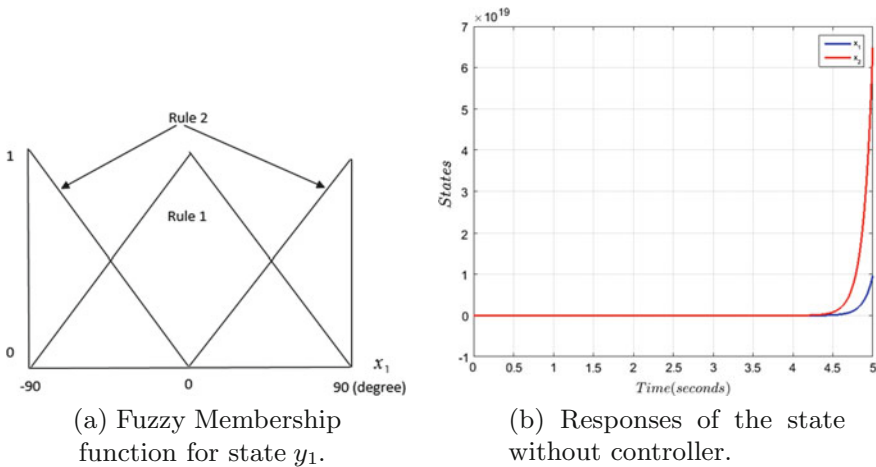 Rule 2
1
Rule 1
0
x₁
-90
0
90 (degree)
(a) Fuzzy Membership
function for state y₁.
× 10¹⁹
7
6
5
4
3
2
1
0
-1
States
x₁
x₂
0
0.5
1
1.5
2
2.5
3
3.5
4
4.5
5
Time(seconds)
(b) Responses of the state
without controller.